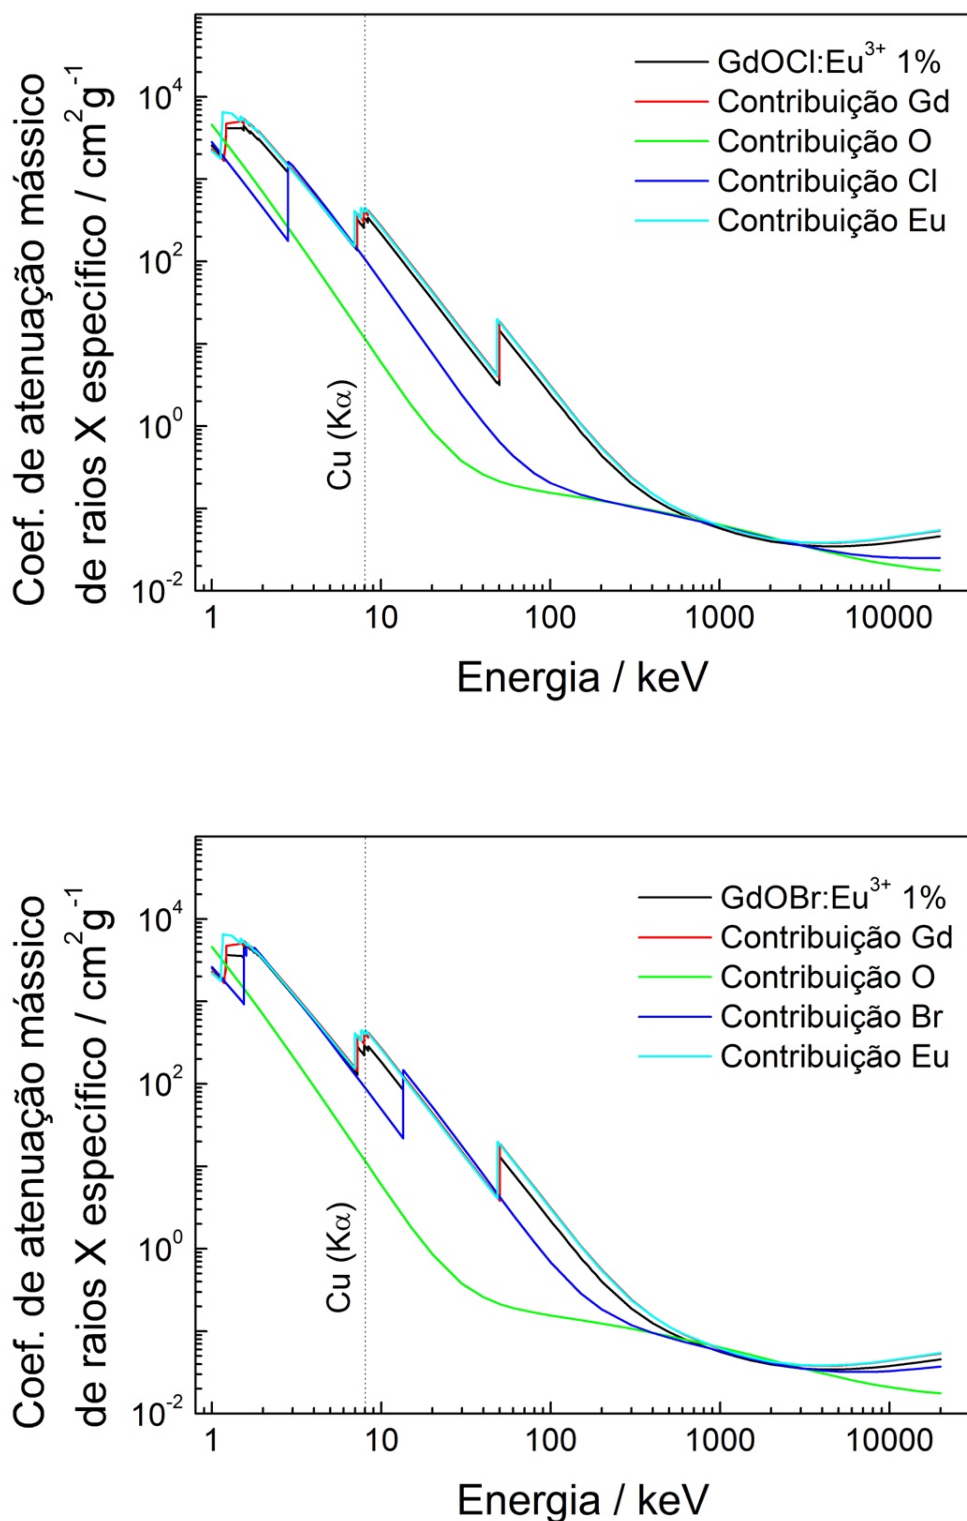 Coef. de atenuação mássico
de raios X específico / cm²g⁻¹
10⁴
10²
10⁰
10⁻²
GdOCl:Eu³⁺ 1%
Contribuição Gd
Contribuição O
Contribuição Cl
Contribuição Eu
Cu (Kα)
1 10 100 1000 10000
Energia / keV
Coef. de atenuação mássico
de raios X específico / cm²g⁻¹
10⁴
10²
10⁰
10⁻²
GdOBr:Eu³⁺ 1%
Contribuição Gd
Contribuição O
Contribuição Br
Contribuição Eu
Cu (Kα)
1 10 100 1000 10000
Energia / keV